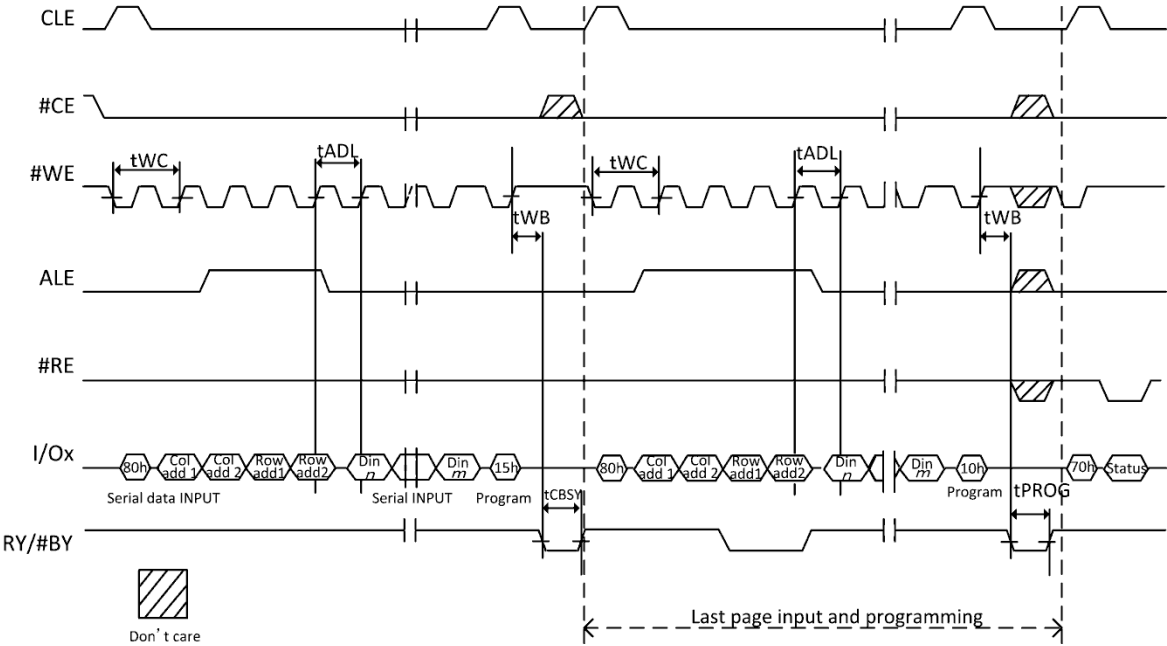 CLE
#CE
#WE
tWC
tADL
tWB
tWC
tADL
tWB
ALE
#RE
I/Ox
80h
Col add 1
Col add 2
Row add1
Row add2
Din n
Din m
15h
80h
Col add 1
Col add 2
Row add1
Row add2
Din n
Din m
10h
70h
Status
Serial data INPUT
Serial INPUT
Program
tCBSY
Program
tPROG
RY/#BY
Don't care
Last page input and programming